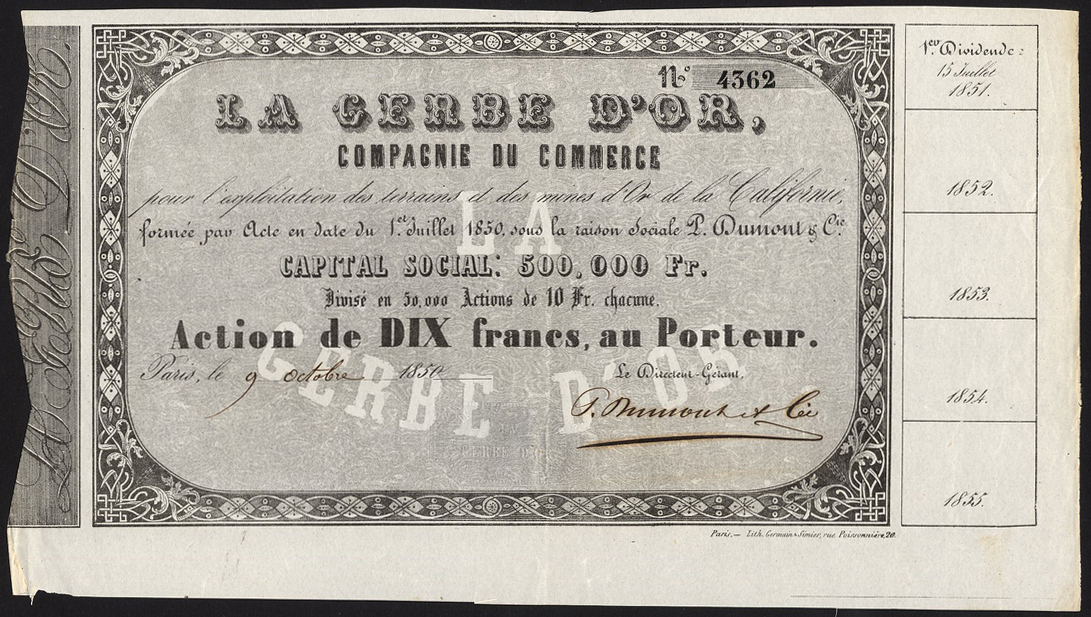 N° 4362
LA GERBE D'OR,
COMPAGNIE DU COMMERCE
pour l'exploitation des terrains et des mines d'Or de la Californie,
formée par Acte en date du 1er Juillet 1850, sous la raison Sociale P. Dumont & Cie
CAPITAL SOCIAL: 500,000 Fr.
Divisé en 50,000 Actions de 10 Fr. chacune.
Action de DIX francs, au Porteur.
Paris, le 9 octobre 1850
Le Directeur-Gérant,
P. Dumont et Cie
LA
GERBE D'OR
Paris.— Lith. Germain & Simier, rue Poissonnière, 20.
1er Dividende:
15 Juillet
1851.
1852.
1853.
1854.
1855.
La Gerbe D'Or